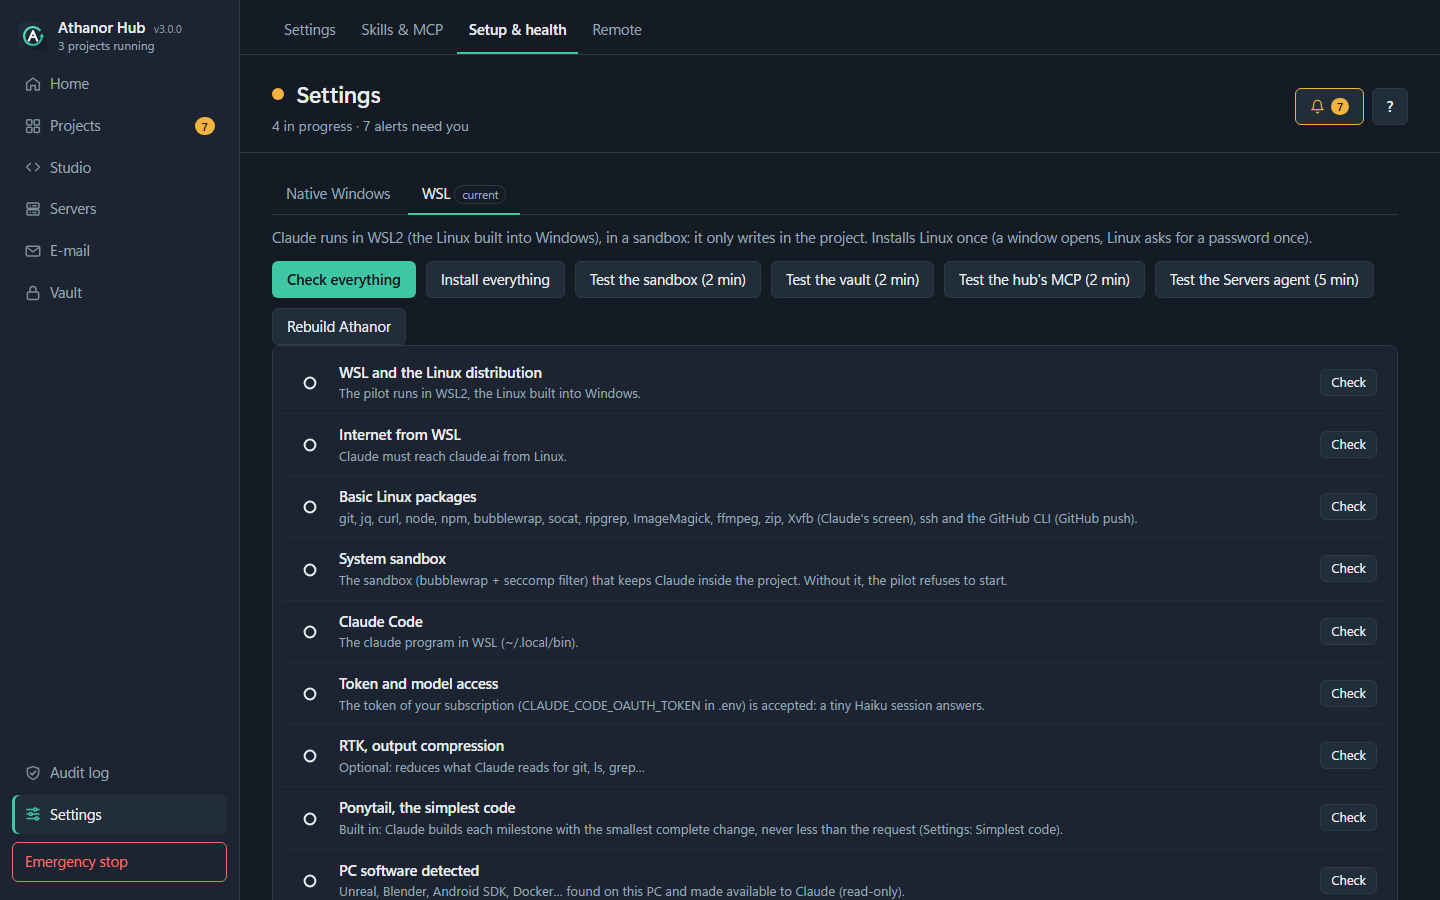 Athanor Hub v3.0.0
3 projects running
Home
Projects 7
Studio
Servers
E-mail
Vault
Audit log
Settings
Emergency stop
Settings Skills & MCP Setup & health Remote
Settings
4 in progress · 7 alerts need you
7 ?
Native Windows WSL current
Claude runs in WSL2 (the Linux built into Windows), in a sandbox: it only writes in the project. Installs Linux once (a window opens, Linux asks for a password once).
Check everything Install everything Test the sandbox (2 min) Test the vault (2 min) Test the hub's MCP (2 min) Test the Servers agent (5 min)
Rebuild Athanor
WSL and the Linux distribution
The pilot runs in WSL2, the Linux built into Windows.
Check
Internet from WSL
Claude must reach claude.ai from Linux.
Check
Basic Linux packages
git, jq, curl, node, npm, bubblewrap, socat, ripgrep, ImageMagick, ffmpeg, zip, Xvfb (Claude's screen), ssh and the GitHub CLI (GitHub push).
Check
System sandbox
The sandbox (bubblewrap + seccomp filter) that keeps Claude inside the project. Without it, the pilot refuses to start.
Check
Claude Code
The claude program in WSL (~/.local/bin).
Check
Token and model access
The token of your subscription (CLAUDE_CODE_OAUTH_TOKEN in .env) is accepted: a tiny Haiku session answers.
Check
RTK, output compression
Optional: reduces what Claude reads for git, ls, grep...
Check
Ponytail, the simplest code
Built in: Claude builds each milestone with the smallest complete change, never less than the request (Settings: Simplest code).
Check
PC software detected
Unreal, Blender, Android SDK, Docker... found on this PC and made available to Claude (read-only).
Check